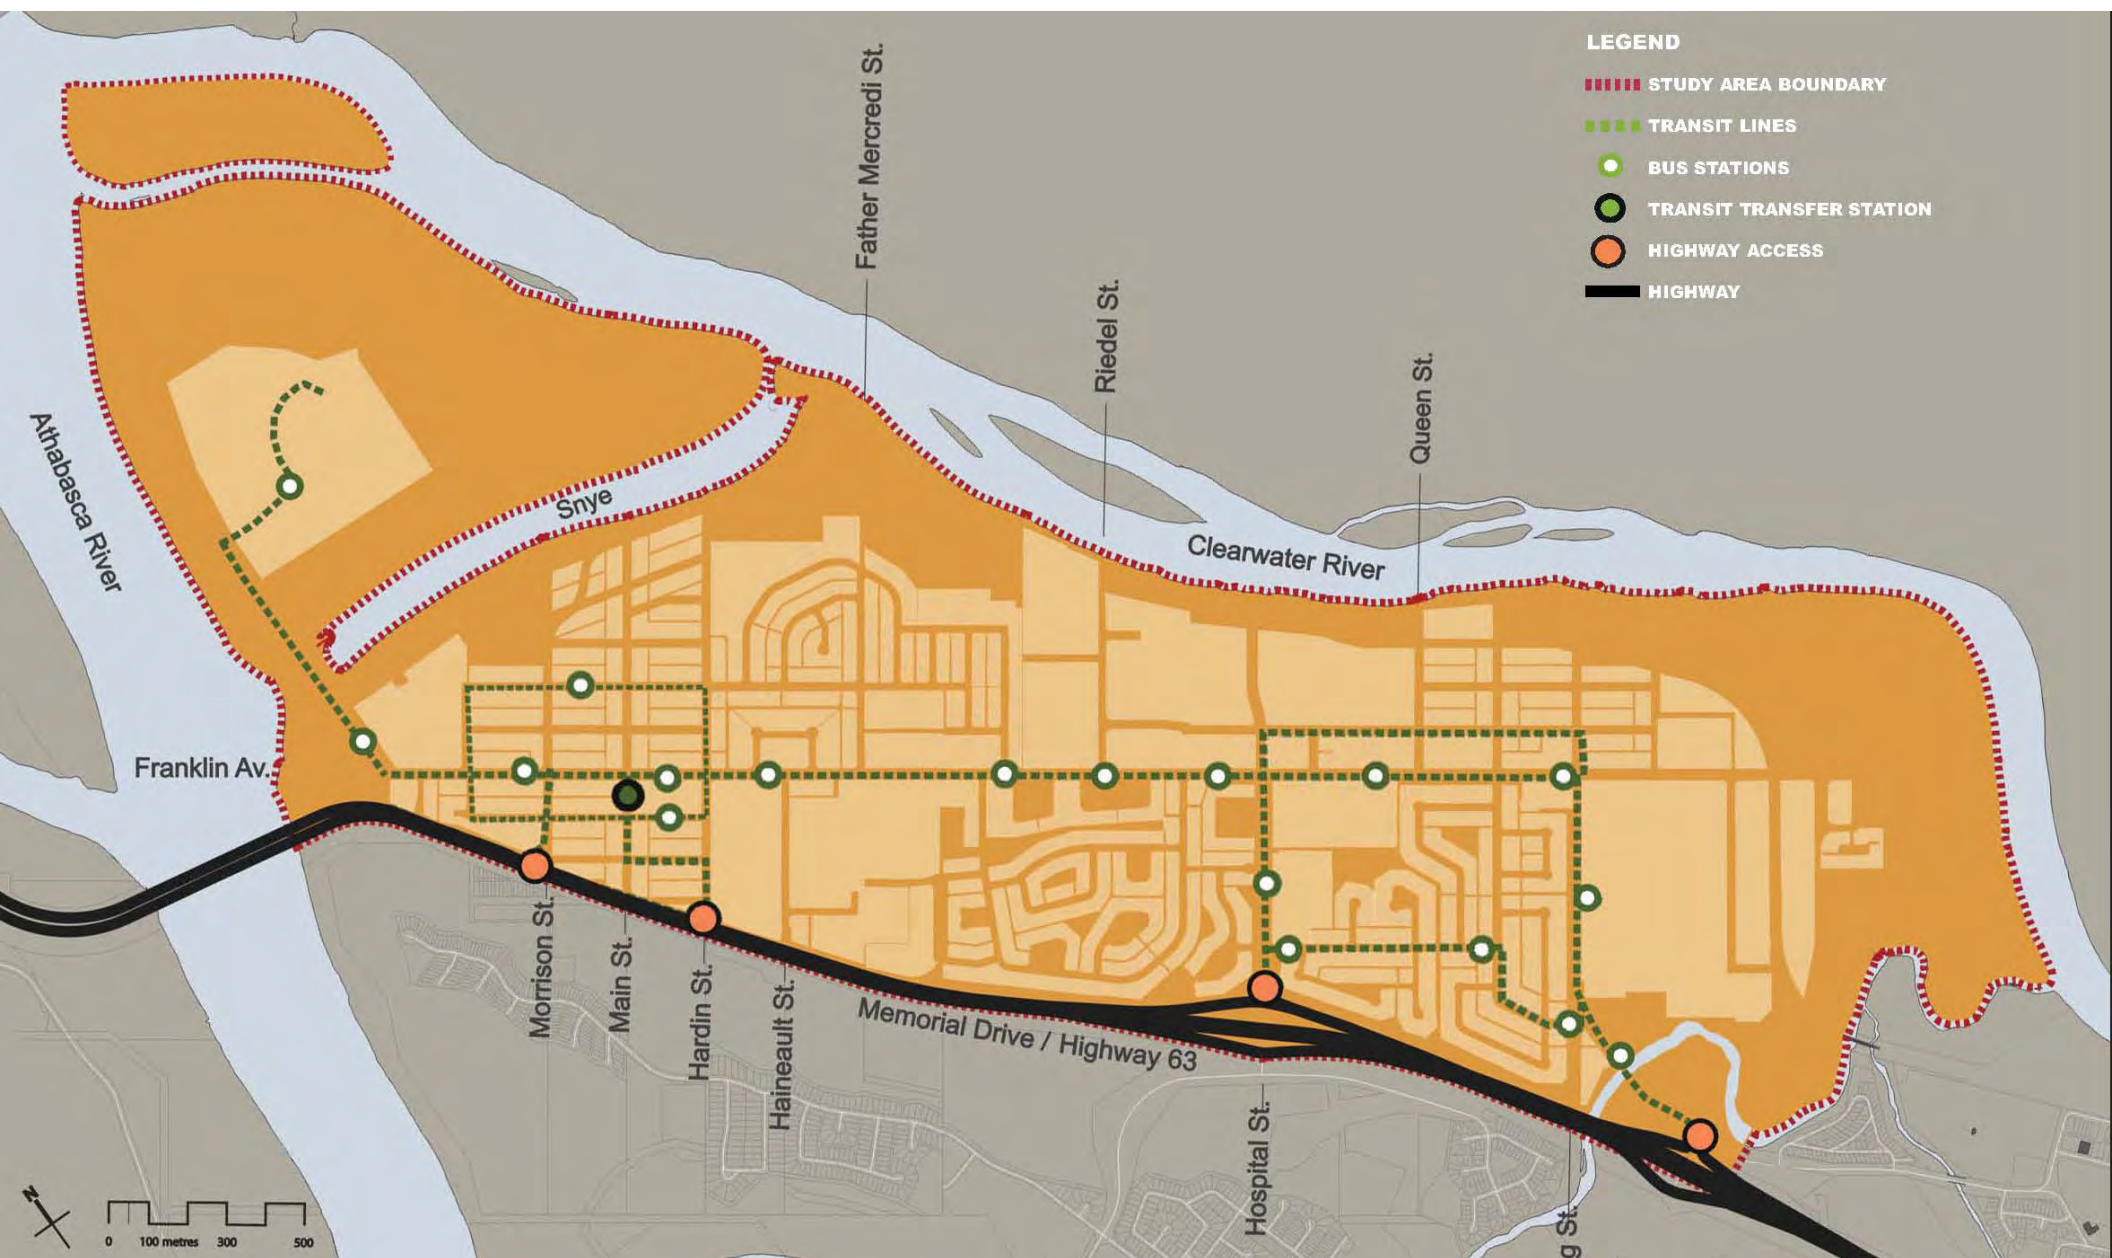 LEGEND
STUDY AREA BOUNDARY
TRANSIT LINES
BUS STATIONS
TRANSIT TRANSFER STATION
HIGHWAY ACCESS
HIGHWAY
Father Mercredi St.
Riedel St.
Queen St.
Athabasca River
Snye
Clearwater River
Franklin Av.
Morrison St.
Main St.
Hardin St.
Haineault St.
Memorial Drive / Highway 63
Hospital St.
g St.
N
0 100 metres 300 500